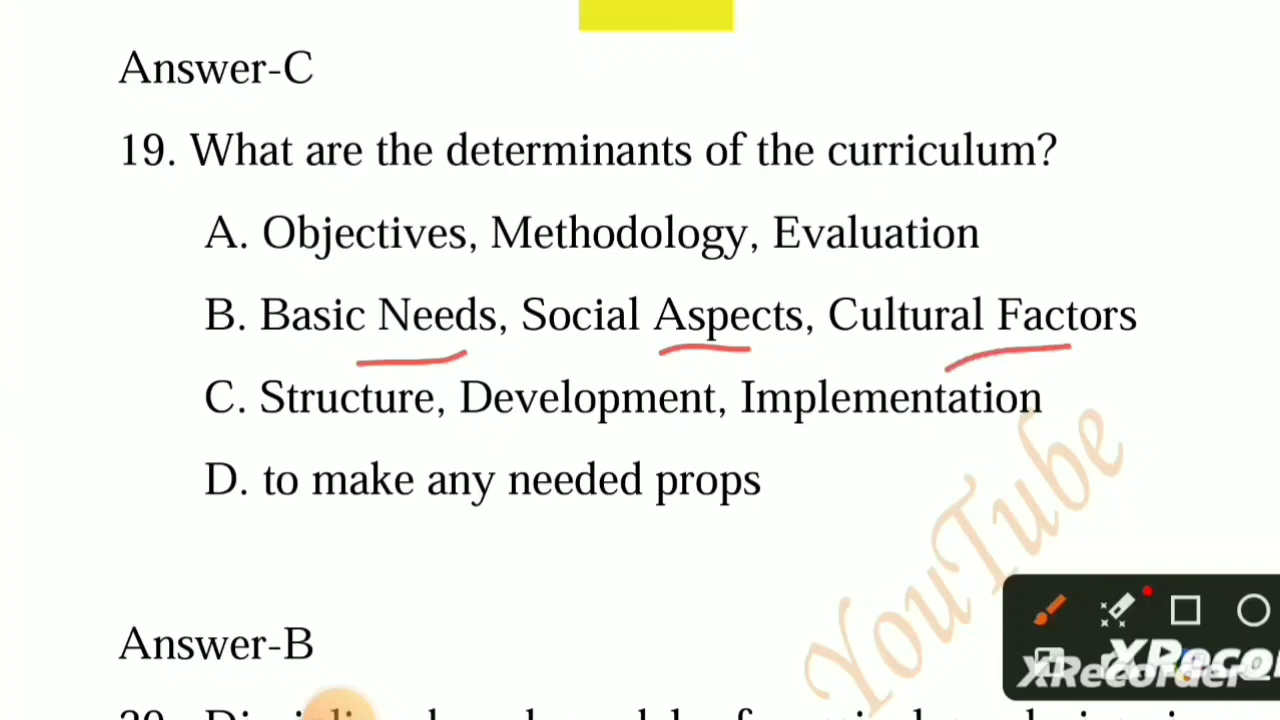 Answer-C
19. What are the determinants of the curriculum?
A. Objectives, Methodology, Evaluation
B. Basic Needs, Social Aspects, Cultural Factors
C. Structure, Development, Implementation
D. to make any needed props
YouTube
Answer-B
XRecorder